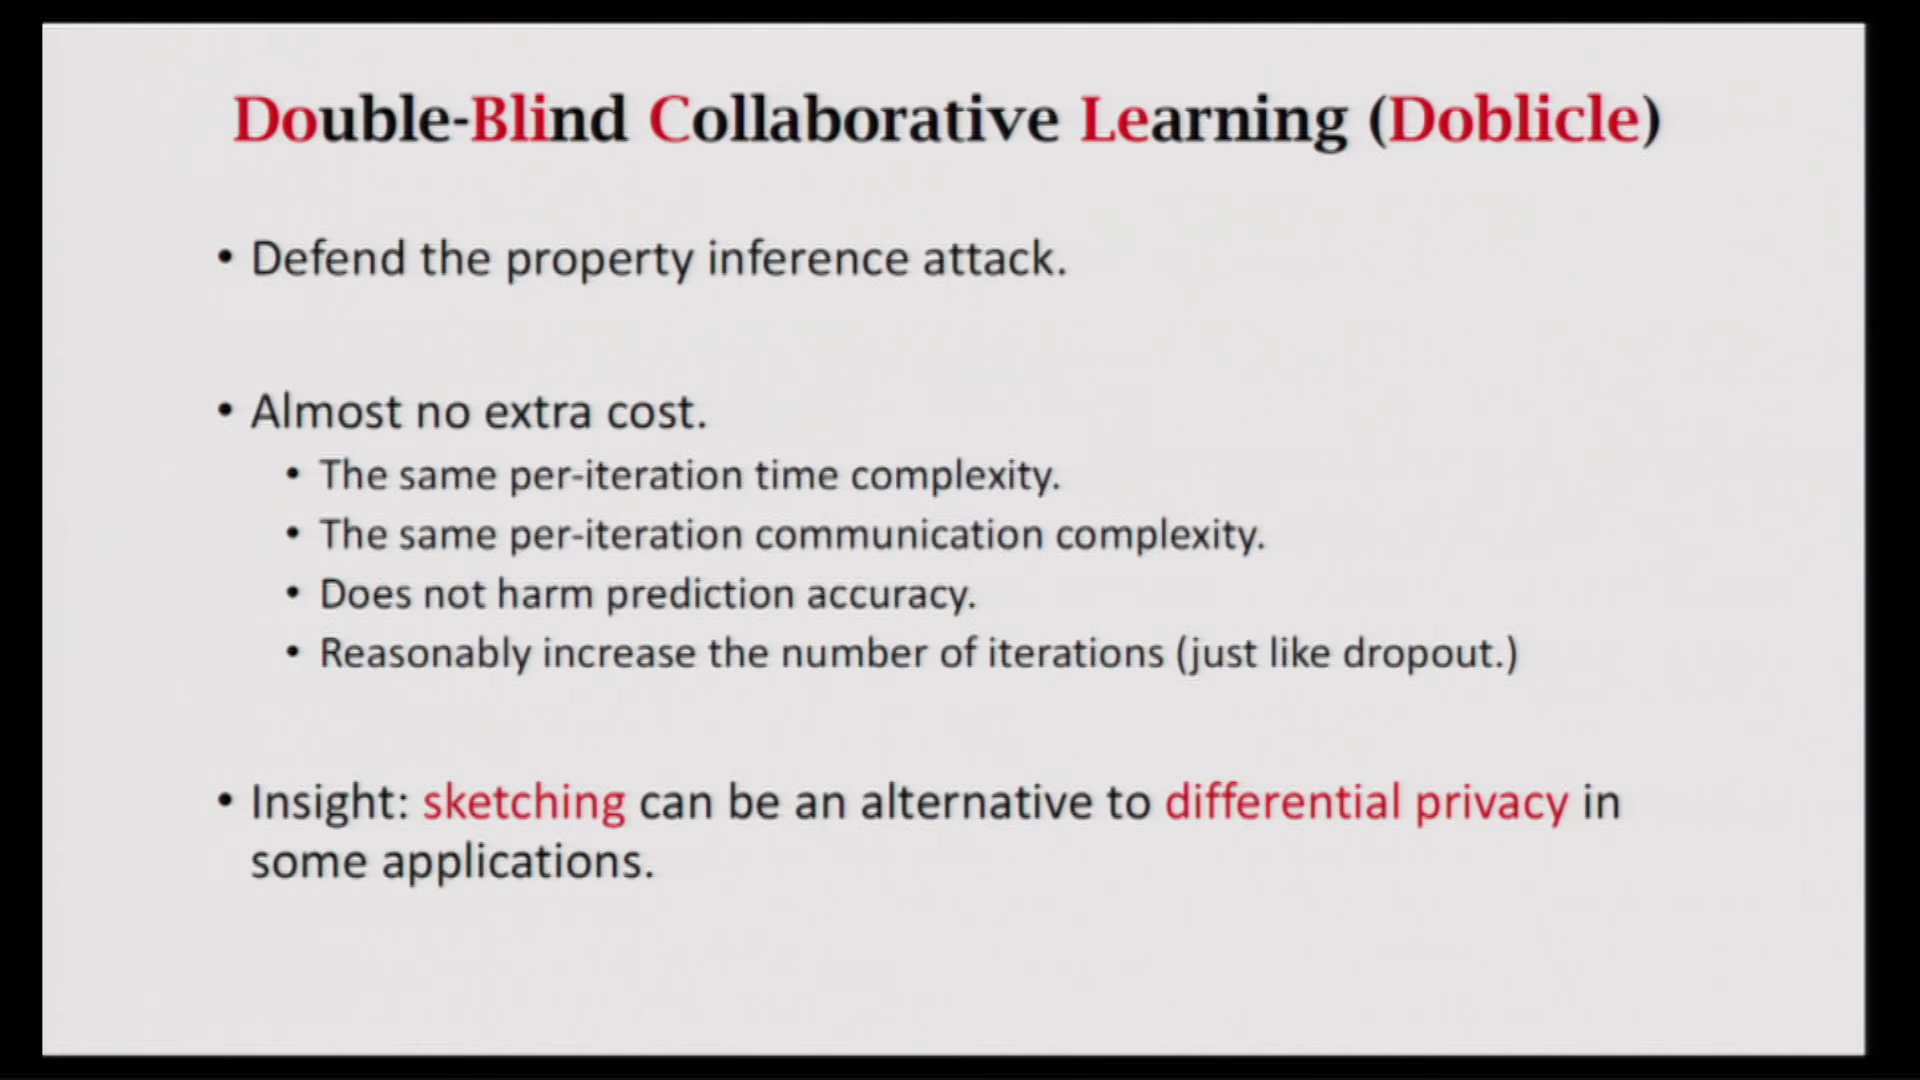 Double-Blind Collaborative Learning (Doblicle)
• Defend the property inference attack.
• Almost no extra cost.
• The same per-iteration time complexity.
• The same per-iteration communication complexity.
• Does not harm prediction accuracy.
• Reasonably increase the number of iterations (just like dropout.)
• Insight: sketching can be an alternative to differential privacy in
some applications.